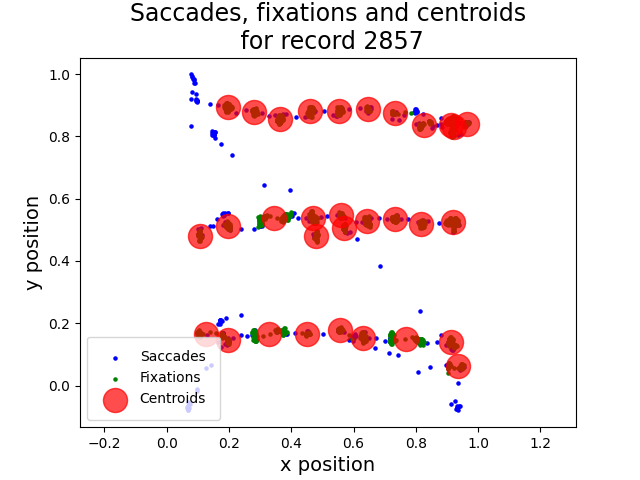 Saccades, fixations and centroids
for record 2857
1.0
0.8
0.6
0.4
0.2
0.0
y position
Saccades
Fixations
Centroids
−0.2 0.0 0.2 0.4 0.6 0.8 1.0 1.2
x position